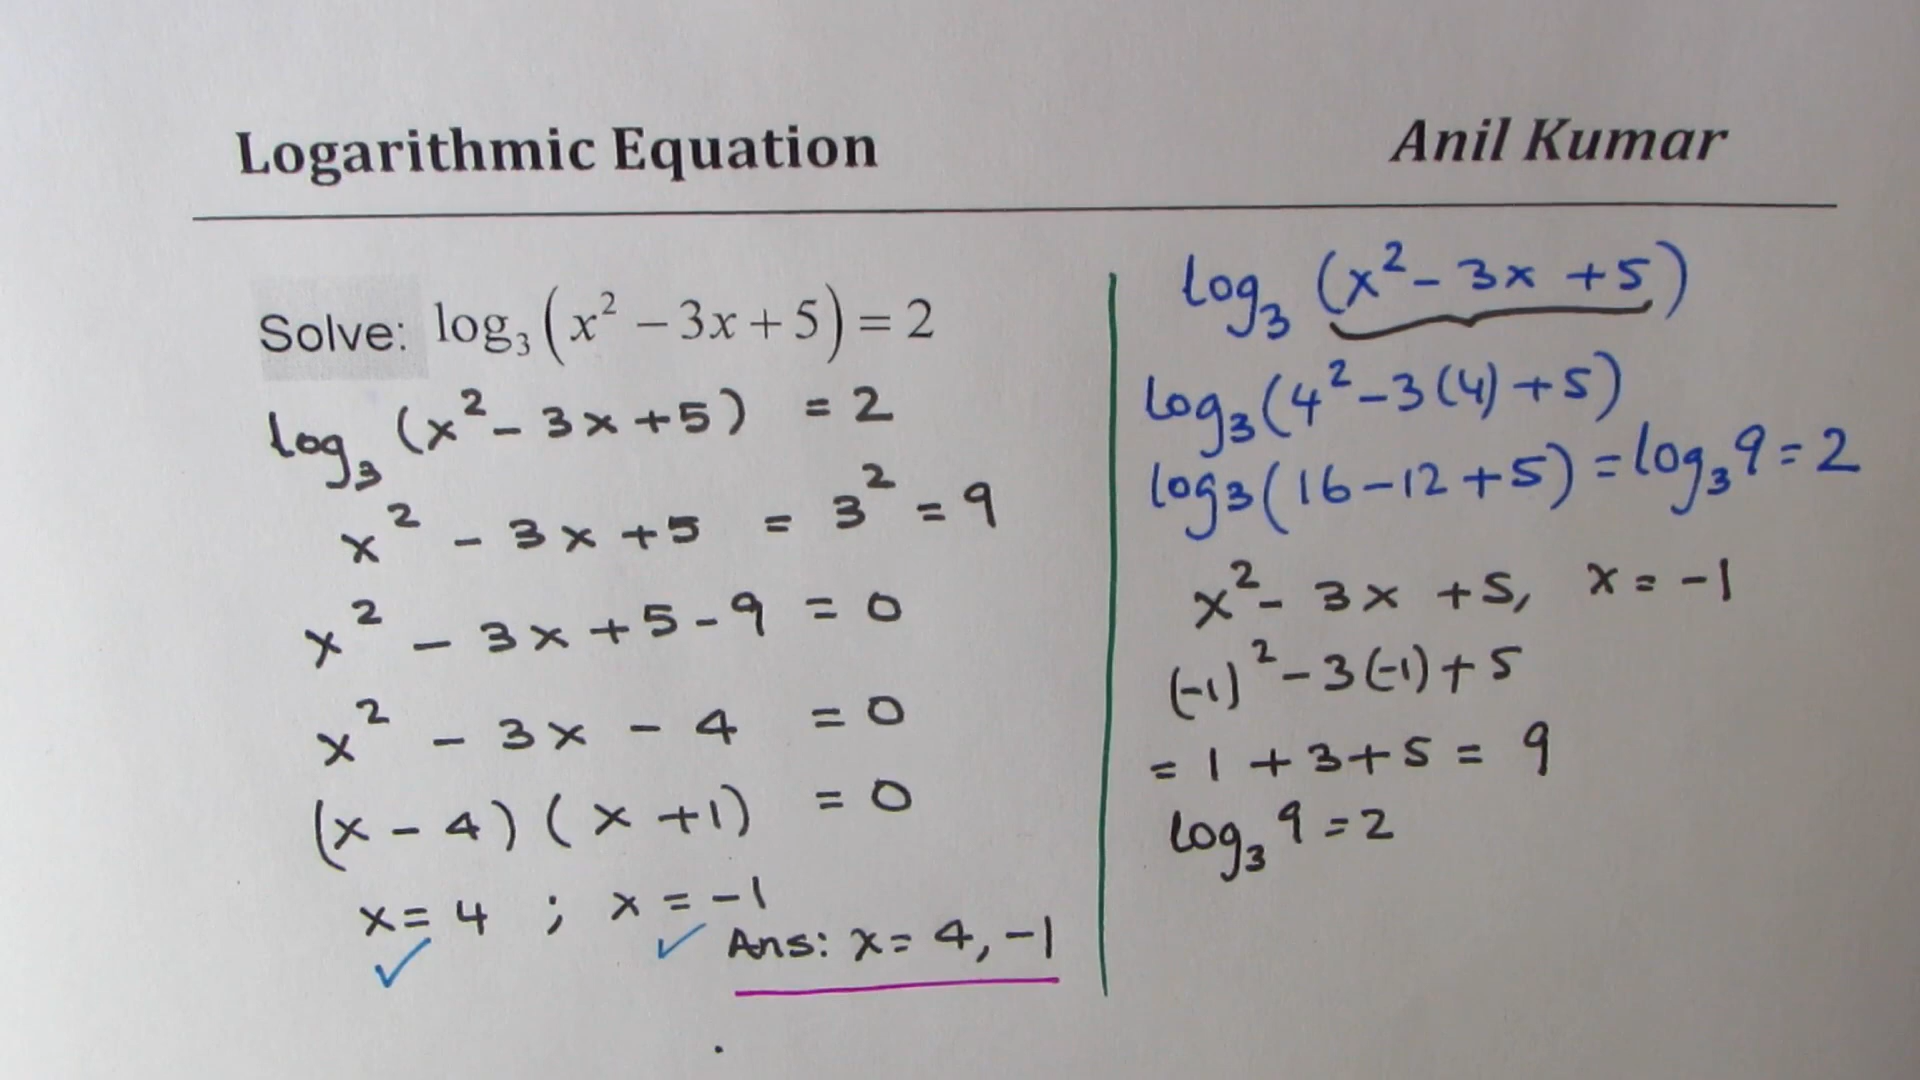 Logarithmic Equation
Anil Kumar
Solve: log₃(x² − 3x + 5) = 2
log₃ (x² − 3x + 5) = 2
x² − 3x + 5 = 3² = 9
x² − 3x + 5 − 9 = 0
x² − 3x − 4 = 0
(x − 4) (x + 1) = 0
x = 4 ; x = −1
✓ ✓ Ans: x = 4, −1
log₃ (x² − 3x + 5)
log₃(4² − 3(4) + 5)
log₃(16 − 12 + 5) = log₃9 = 2
x² − 3x + 5, x = −1
(−1)² − 3(−1) + 5
= 1 + 3 + 5 = 9
log₃ 9 = 2